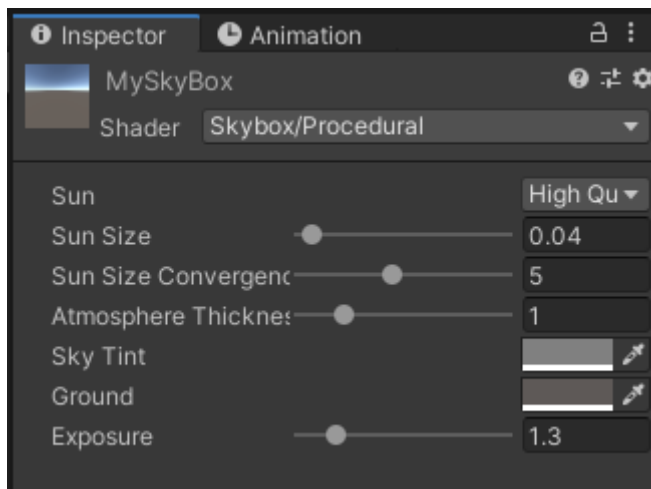 Inspector Animation
MySkyBox
Shader Skybox/Procedural
Sun High Qu
Sun Size 0.04
Sun Size Convergenc 5
Atmosphere Thicknes 1
Sky Tint
Ground
Exposure 1.3